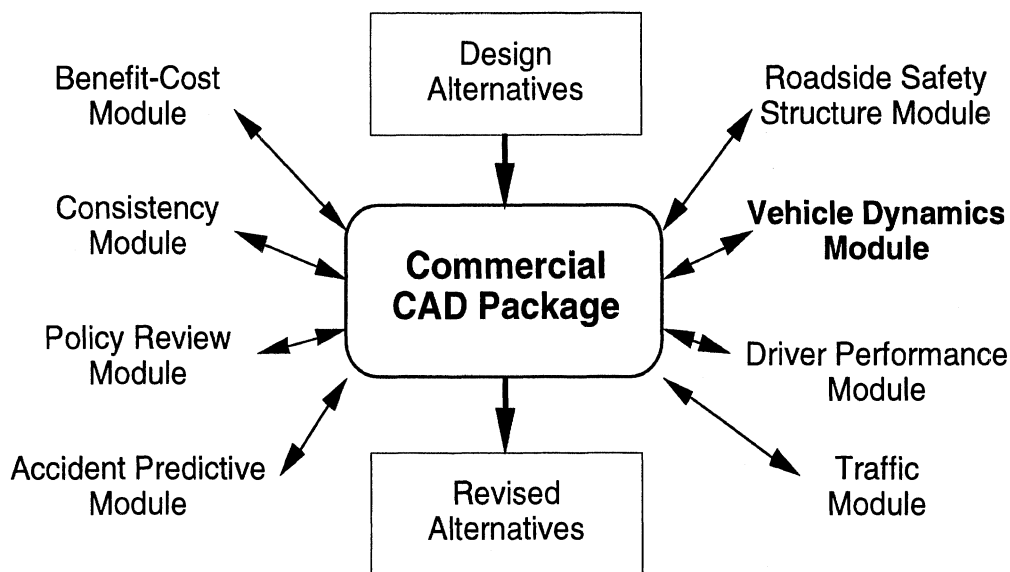 Design
Alternatives
Benefit-Cost
Module
Roadside Safety
Structure Module
Consistency
Module
Vehicle Dynamics
Module
Commercial
CAD Package
Policy Review
Module
Driver Performance
Module
Accident Predictive
Module
Traffic
Module
Revised
Alternatives